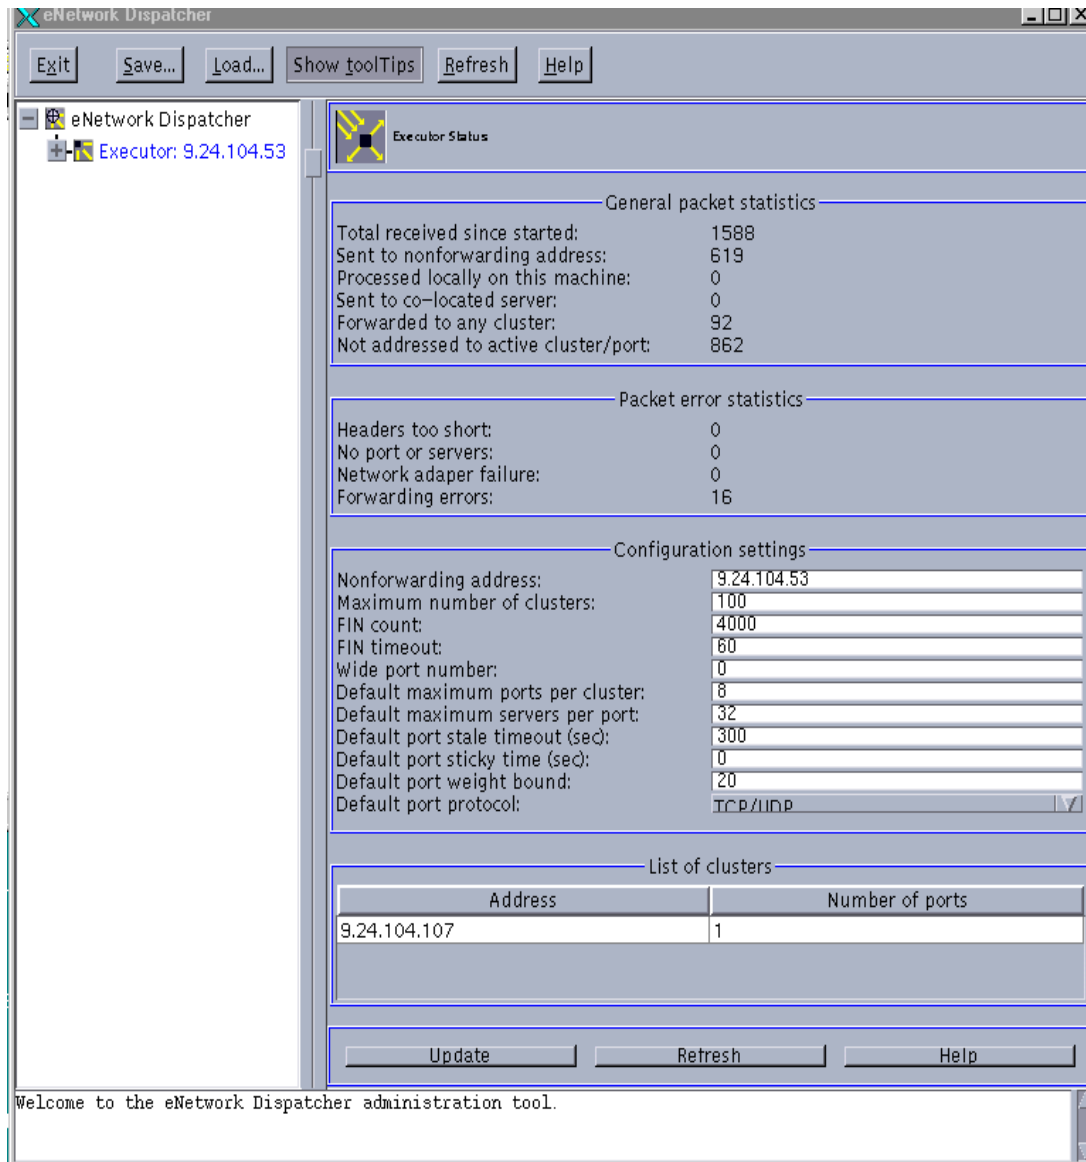 eNetwork Dispatcher
Exit Save... Load... Show toolTips Refresh Help
eNetwork Dispatcher
Executor: 9.24.104.53
Executor Status
General packet statistics
Total received since started: 1588
Sent to nonforwarding address: 619
Processed locally on this machine: 0
Sent to co-located server: 0
Forwarded to any cluster: 92
Not addressed to active cluster/port: 862
Packet error statistics
Headers too short: 0
No port or servers: 0
Network adaper failure: 0
Forwarding errors: 16
Configuration settings
Nonforwarding address: 9.24.104.53
Maximum number of clusters: 100
FIN count: 4000
FIN timeout: 60
Wide port number: 0
Default maximum ports per cluster: 8
Default maximum servers per port: 32
Default port stale timeout (sec): 300
Default port sticky time (sec): 0
Default port weight bound: 20
Default port protocol: TCP/UDP
List of clusters
Address Number of ports
9.24.104.107 1
Update Refresh Help
Welcome to the eNetwork Dispatcher administration tool.